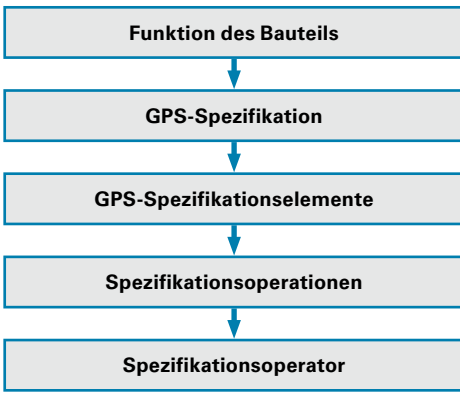 Funktion des Bauteils
GPS-Spezifikation
GPS-Spezifikationselemente
Spezifikationsoperationen
Spezifikationsoperator